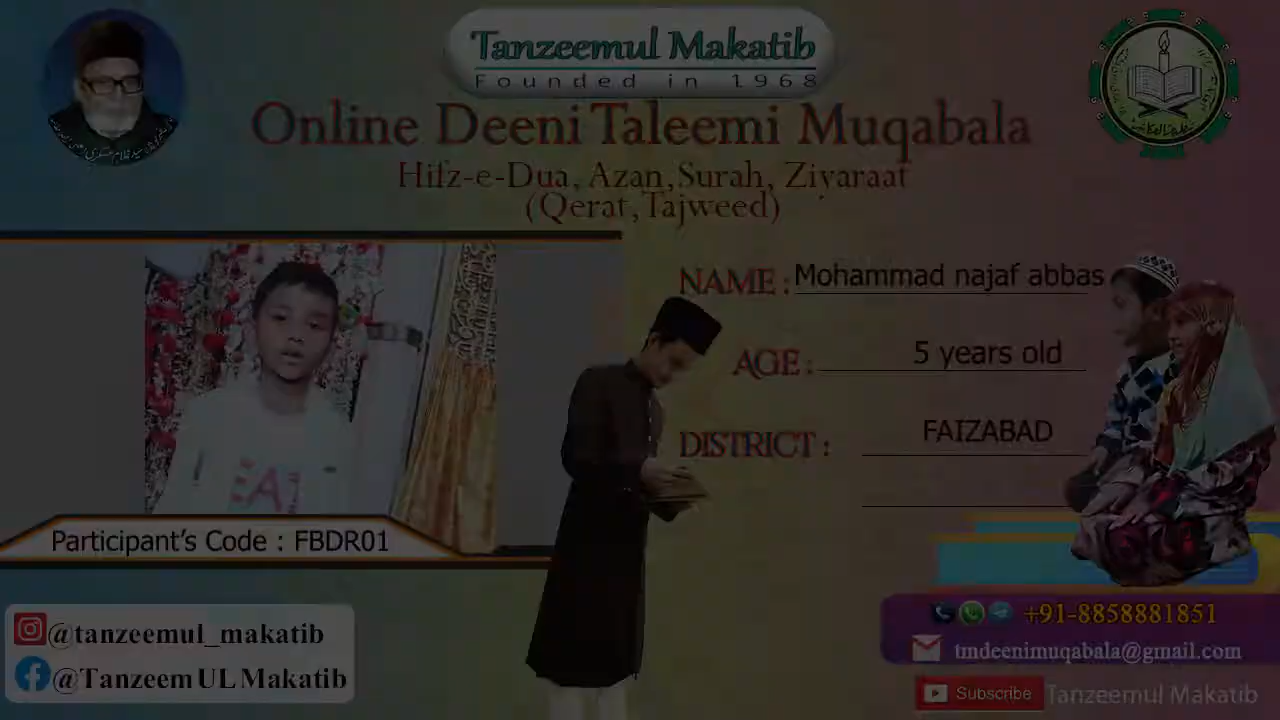 Tanzeemul Makatib
Founded in 1968
Online Deeni Taleemi Muqabala
Hifz-e-Dua, Azan, Surah, Ziyaraat
(Qerat, Tajweed)
NAME : Mohammad najaf abbas
AGE : 5 years old
DISTRICT : FAIZABAD
EAT
Participant's Code : FBDR01
@tanzeemul_makatib
@Tanzeem UL Makatib
+91-8858881851
tmdeenimuqabala@gmail.com
Subscribe Tanzeemul Makatib